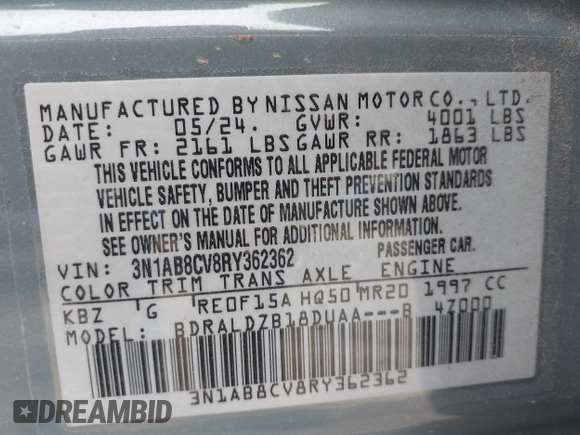 MANUFACTURED BY NISSAN MOTOR CO., LTD.
DATE: 05/24. GVWR: 4001 LBS
GAWR FR: 2161 LBS GAWR RR: 1863 LBS
THIS VEHICLE CONFORMS TO ALL APPLICABLE FEDERAL MOTOR
VEHICLE SAFETY, BUMPER AND THEFT PREVENTION STANDARDS
IN EFFECT ON THE DATE OF MANUFACTURE SHOWN ABOVE.
SEE OWNER'S MANUAL FOR ADDITIONAL INFORMATION.
VIN: 3N1AB8CV8RY362362 PASSENGER CAR.
COLOR TRIM TRANS AXLE ENGINE
KBZ G RE0F15A HQ50 MR20 1997 CC
MODEL: BDRALDZB18DUAA---B 4Z000
3N1AB8CV8RY362362
DREAMBID